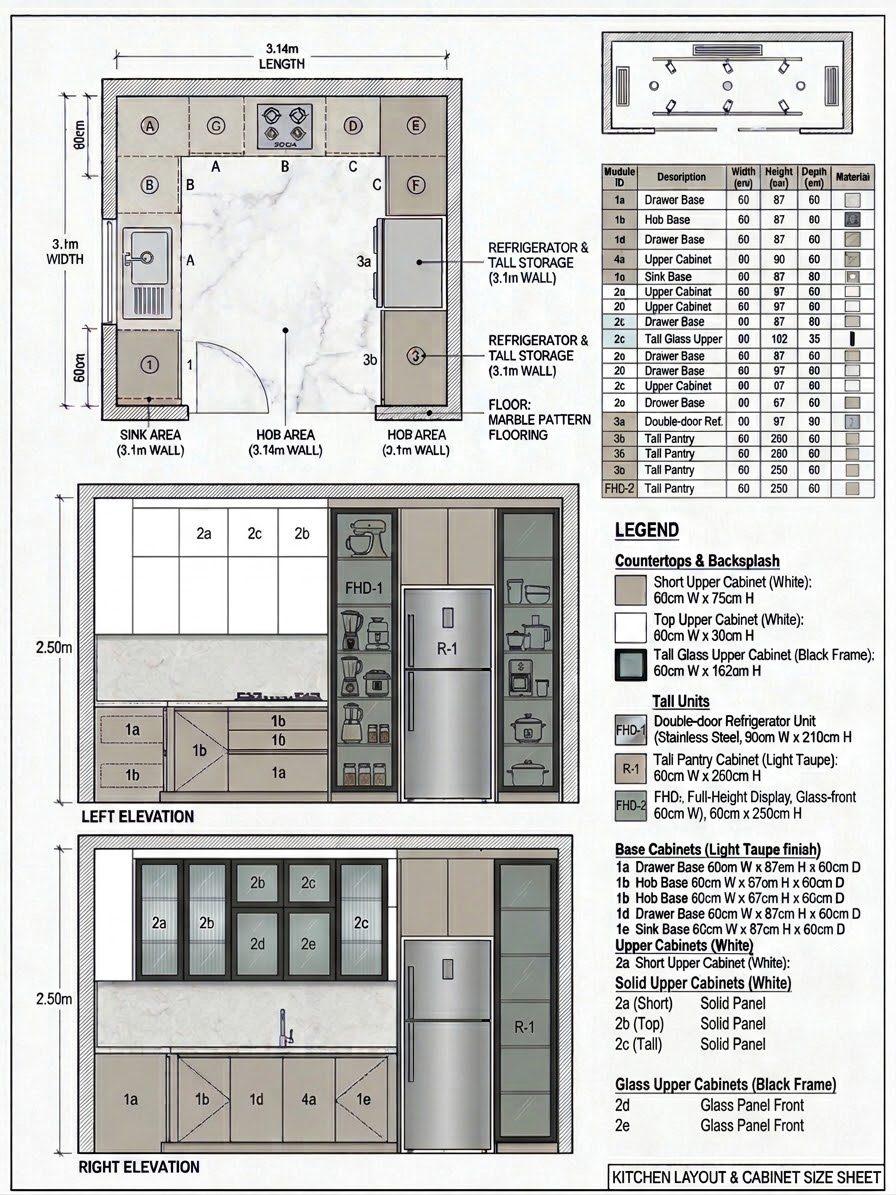 3.14m
LENGTH
60cm
3.1m
WIDTH
60cm
A
G
D
E
B
F
1
3
A
B
C
B
C
A
3a
3b
1
REFRIGERATOR &
TALL STORAGE
(3.1m WALL)
REFRIGERATOR &
TALL STORAGE
(3.1m WALL)
FLOOR:
MARBLE PATTERN
FLOORING
SINK AREA
(3.1m WALL)
HOB AREA
(3.14m WALL)
HOB AREA
(3.1m WALL)
Mudule ID Desoription Width (eru) Height (car) Depth (emt) Material
1a Drawer Base 60 87 60
1b Hob Base 60 87 60
1d Drawer Base 60 87 60
4a Upper Cabinet 00 90 60
1o Sink Base 00 87 80
2a Upper Cabinat 60 97 60
20 Upper Cabinet 60 97 60
2c Drawer Base 00 87 80
2c Tall Glass Upper 00 102 35
2o Drawer Base 60 87 60
20 Drawer Base 60 97 60
2c Upper Cabinet 00 07 60
2o Drower Base 00 67 60
3a Double-door Ref. 00 97 90
3b Tall Pantry 60 280 60
36 Tall Pantry 60 280 60
3o Tall Pantry 60 250 60
FHD-2 Tall Pantry 60 250 60
2.50m
2a 2c 2b
FHD-1
R-1
1a
1b
1b
1b
1b
1a
LEFT ELEVATION
2.50m
2a 2b 2b 2c 2c
2d 2e
R-1
1a 1b 1d 4a 1e
RIGHT ELEVATION
LEGEND
Countertops & Backsplash
Short Upper Cabinet (White):
60cm W x 75cm H
Top Upper Cabinet (White):
60cm W x 30cm H
Tall Glass Upper Cabinet (Black Frame):
60cm W x 162am H
Tall Units
FHD-1 Double-door Refrigerator Unit
(Stainless Steel, 90om W x 210cm H
R-1 Tali Pantry Cabinet (Light Taupe):
60cm W x 260cm H
FHD-2 FHD:, Full-Height Display, Glass-front
60cm W), 60cm x 250cm H
Base Cabinets (Light Taupe finish)
1a Drawer Base 60om W x 87em H x 60cm D
1b Hob Base 60cm W x 67om H x 60cm D
1b Hob Base 60cm W x 67cm H x 60cm D
1d Drawer Base 60cm W x 87cm H x 60cm D
1e Sink Base 60cm W x 87cm H x 60cm D
Upper Cabinets (White)
2a Short Upper Cabinet (White):
Solid Upper Cabinets (White)
2a (Short) Solid Panel
2b (Top) Solid Panel
2c (Tall) Solid Panel
Glass Upper Cabinets (Black Frame)
2d Glass Panel Front
2e Glass Panel Front
KITCHEN LAYOUT & CABINET SIZE SHEET